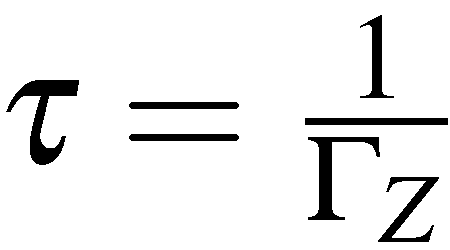 τ = 1/Γ_Z